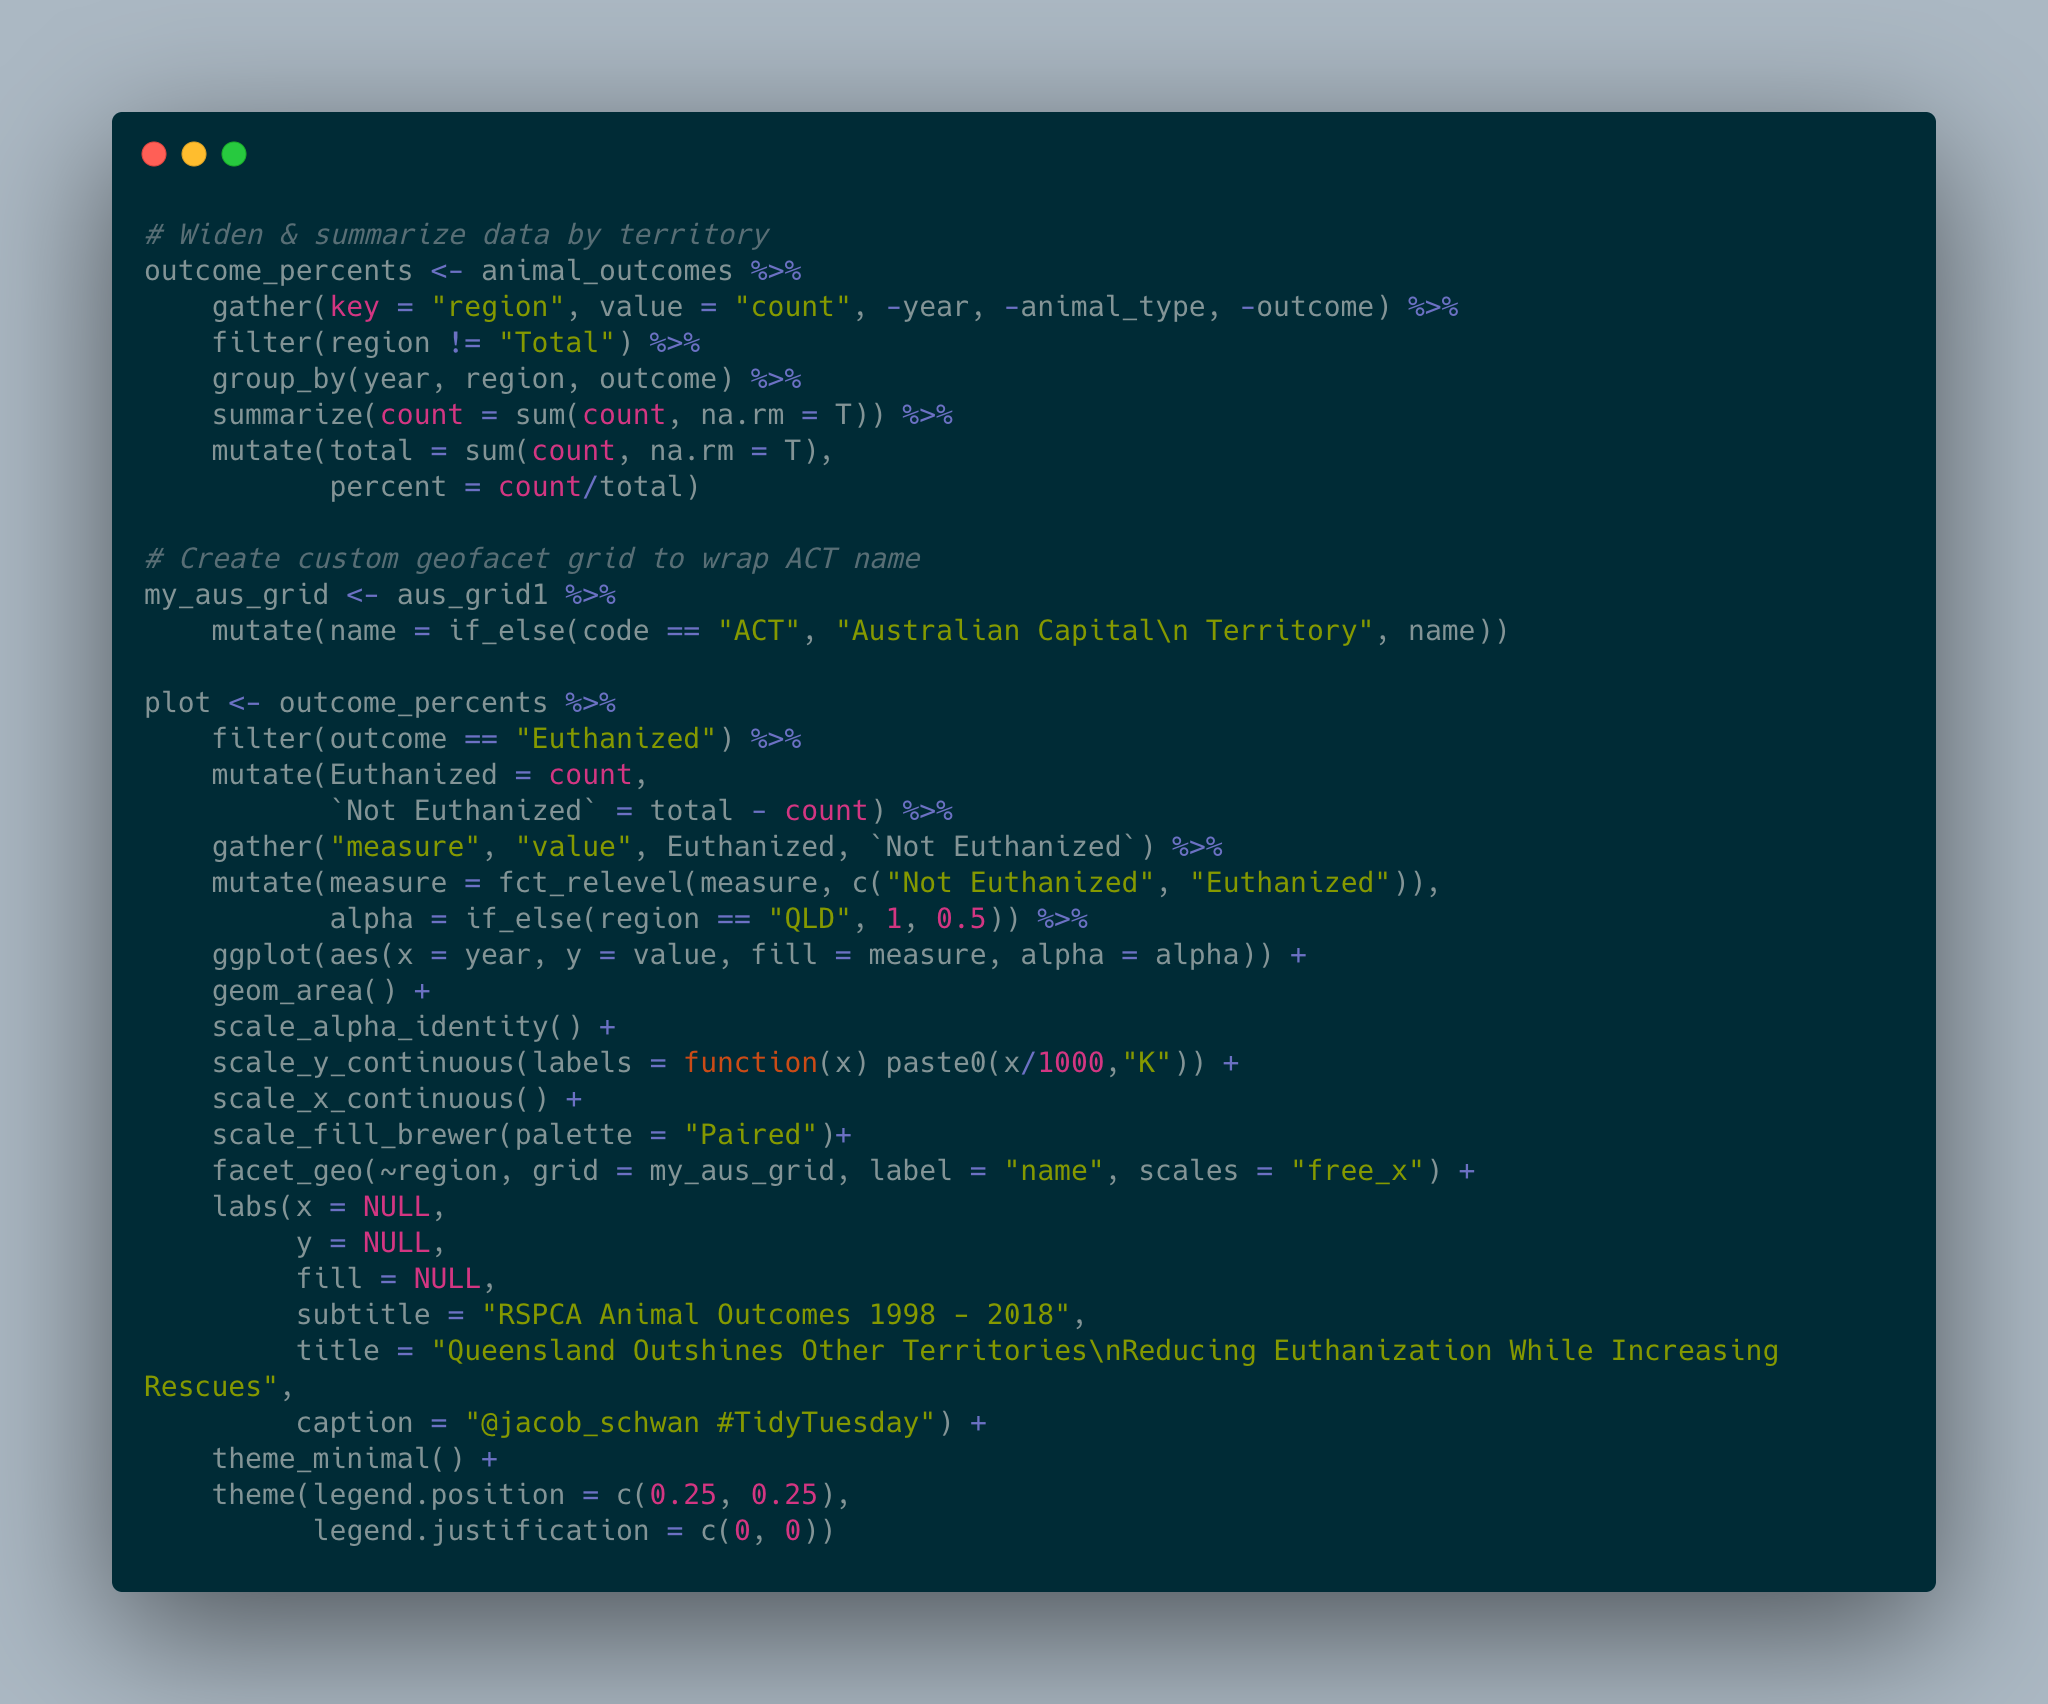 # Widen & summarize data by territory
outcome_percents <- animal_outcomes %>%
    gather(key = "region", value = "count", -year, -animal_type, -outcome) %>%
    filter(region != "Total") %>%
    group_by(year, region, outcome) %>%
    summarize(count = sum(count, na.rm = T)) %>%
    mutate(total = sum(count, na.rm = T),
           percent = count/total)

# Create custom geofacet grid to wrap ACT name
my_aus_grid <- aus_grid1 %>%
    mutate(name = if_else(code == "ACT", "Australian Capital\n Territory", name))

plot <- outcome_percents %>%
    filter(outcome == "Euthanized") %>%
    mutate(Euthanized = count,
           `Not Euthanized` = total - count) %>%
    gather("measure", "value", Euthanized, `Not Euthanized`) %>%
    mutate(measure = fct_relevel(measure, c("Not Euthanized", "Euthanized")),
           alpha = if_else(region == "QLD", 1, 0.5)) %>%
    ggplot(aes(x = year, y = value, fill = measure, alpha = alpha)) +
    geom_area() +
    scale_alpha_identity() +
    scale_y_continuous(labels = function(x) paste0(x/1000,"K")) +
    scale_x_continuous() +
    scale_fill_brewer(palette = "Paired")+
    facet_geo(~region, grid = my_aus_grid, label = "name", scales = "free_x") +
    labs(x = NULL,
         y = NULL,
         fill = NULL,
         subtitle = "RSPCA Animal Outcomes 1998 - 2018",
         title = "Queensland Outshines Other Territories\nReducing Euthanization While Increasing
Rescues",
         caption = "@jacob_schwan #TidyTuesday") +
    theme_minimal() +
    theme(legend.position = c(0.25, 0.25),
          legend.justification = c(0, 0))